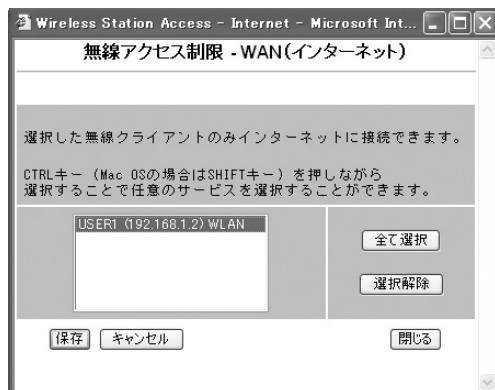 Wireless Station Access - Internet - Microsoft Int...
無線アクセス制限 - WAN(インターネット)
選択した無線クライアントのみインターネットに接続できます。
CTRLキー (Mac OSの場合はSHIFTキー) を押しながら
選択することで任意のサービスを選択することができます。
USER1 (192.168.1.2) WLAN
全て選択
選択解除
保存 キャンセル 閉じる